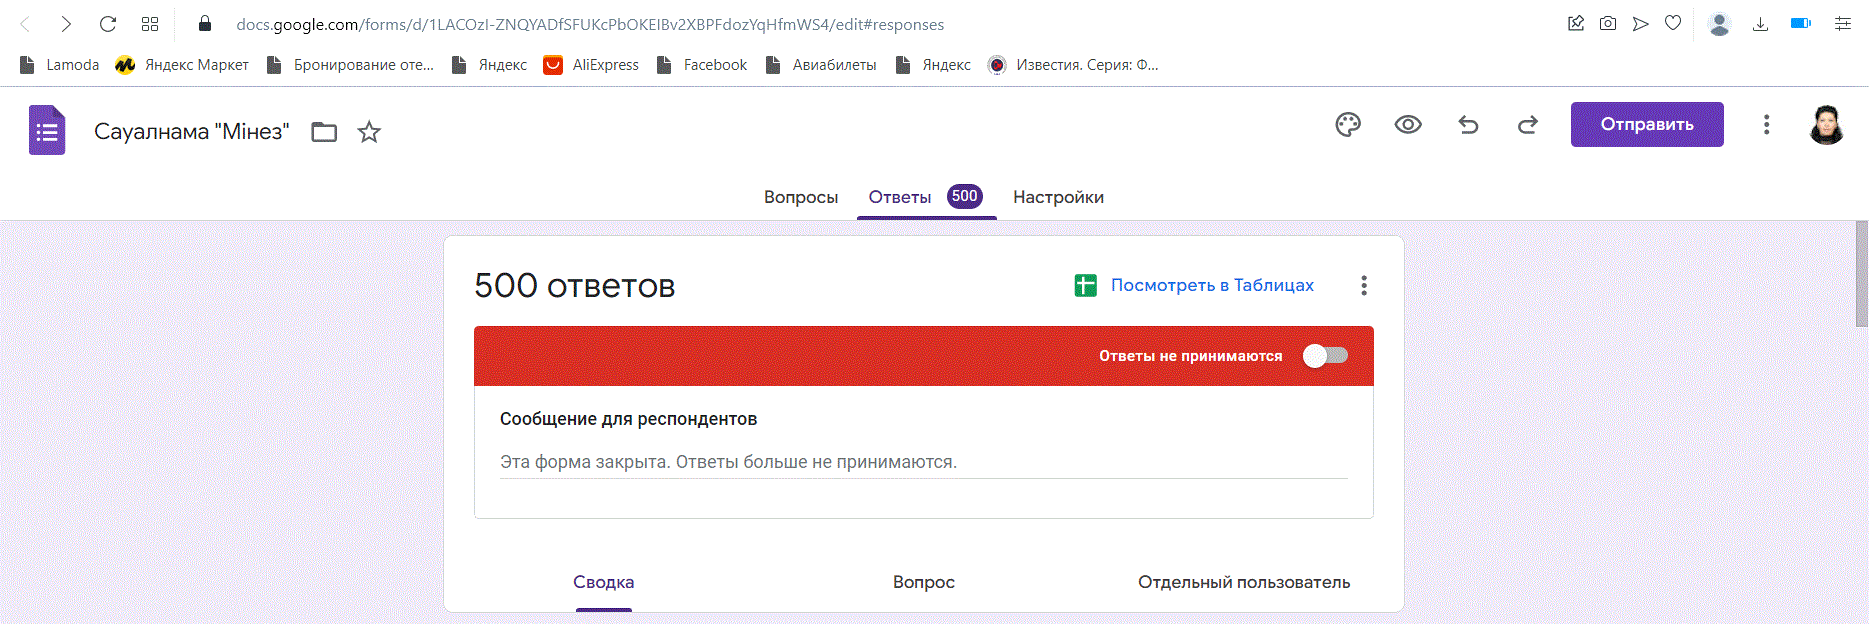 docs.google.com/forms/d/1LACOzI-ZNQYADfSFUKcPbOKEIBv2XBPFdozYqHfmWS4/edit#responses
Lamoda Яндекс Маркет Бронирование оте... Яндекс AliExpress Facebook Авиабилеты Яндекс Известия. Серия: Ф...
Сауалнама "Мінез"
Отправить
Вопросы Ответы 500 Настройки
500 ответов
Посмотреть в Таблицах
Ответы не принимаются
Сообщение для респондентов
Эта форма закрыта. Ответы больше не принимаются.
Сводка Вопрос Отдельный пользователь